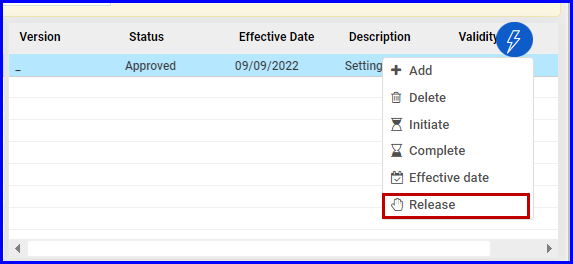 Version Status Effective Date Description Validity
_ Approved 09/09/2022 Setting
Add
Delete
Initiate
Complete
Effective date
Release